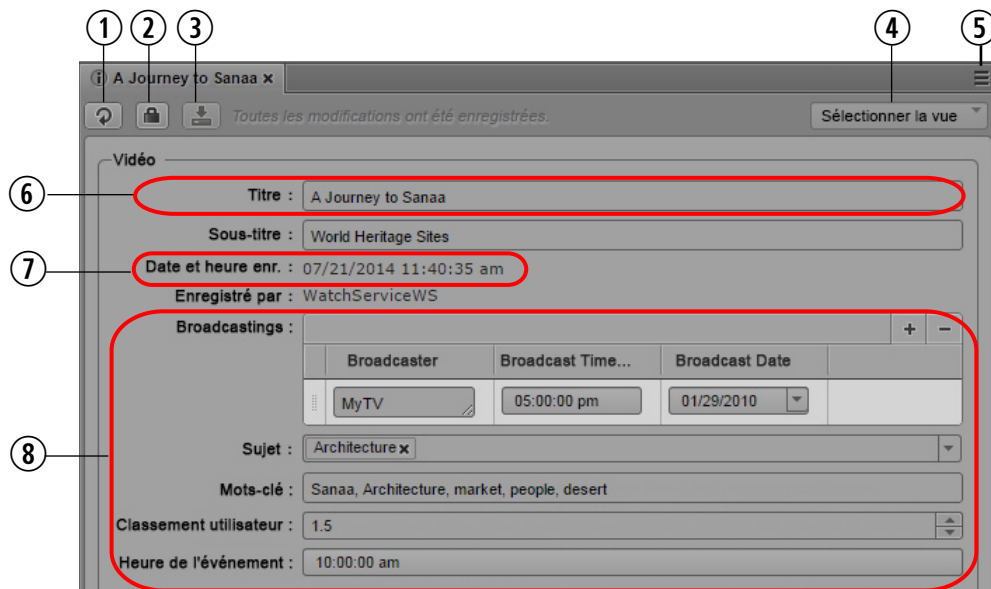 1 2 3 4 5
A Journey to Sanaa ×
Toutes les modifications ont été enregistrées. Sélectionner la vue
Vidéo
6 Titre : A Journey to Sanaa
Sous-titre : World Heritage Sites
7 Date et heure enr. : 07/21/2014 11:40:35 am
Enregistré par : WatchServiceWS
Broadcastings : + −
Broadcaster Broadcast Time... Broadcast Date
MyTV 05:00:00 pm 01/29/2010
8 Sujet : Architecture ×
Mots-clé : Sanaa, Architecture, market, people, desert
Classement utilisateur : 1.5
Heure de l'événement : 10:00:00 am